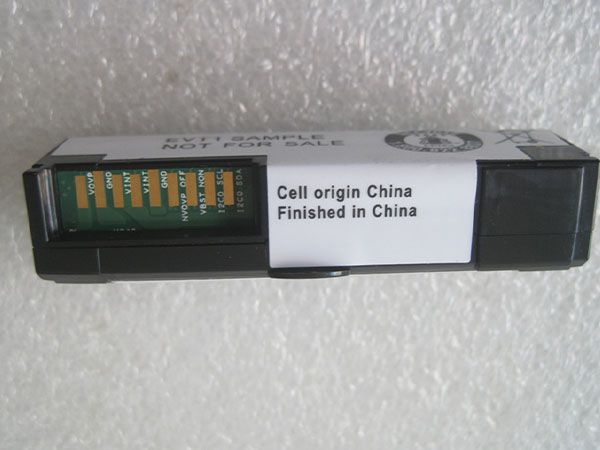 EVT1 SAMPLE
NOT FOR SALE
Cell origin China
Finished in China
VOVP
GND
VINT
VINT
GND
NVOVP_OFF
VBST_NON
I2C0_SCL
I2C0_SDA